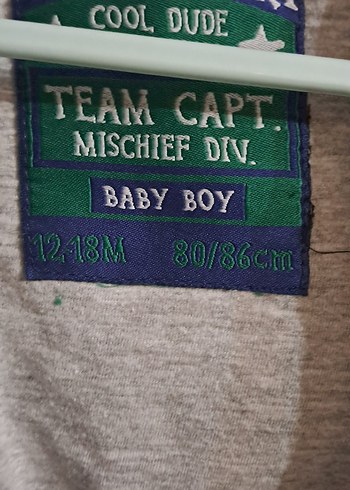 COOL DUDE
TEAM CAPT.
MISCHIEF DIV.
BABY BOY
12-18M 80/86cm